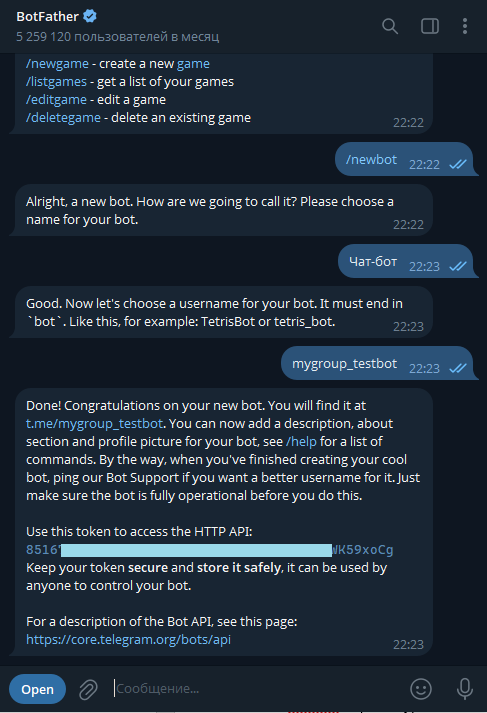 BotFather
5 259 120 пользователей в месяц
/newgame - create a new game
/listgames - get a list of your games
/editgame - edit a game
/deletegame - delete an existing game
22:22
/newbot 22:22
Alright, a new bot. How are we going to call it? Please choose a
name for your bot.
22:22
Чат-бот 22:23
Good. Now let's choose a username for your bot. It must end in
`bot`. Like this, for example: TetrisBot or tetris_bot.
22:23
mygroup_testbot 22:23
Done! Congratulations on your new bot. You will find it at
t.me/mygroup_testbot. You can now add a description, about
section and profile picture for your bot, see /help for a list of
commands. By the way, when you've finished creating your cool
bot, ping our Bot Support if you want a better username for it. Just
make sure the bot is fully operational before you do this.
Use this token to access the HTTP API:
8516 WK59xoCg
Keep your token secure and store it safely, it can be used by
anyone to control your bot.
For a description of the Bot API, see this page:
https://core.telegram.org/bots/api
22:23
Open Сообщение...